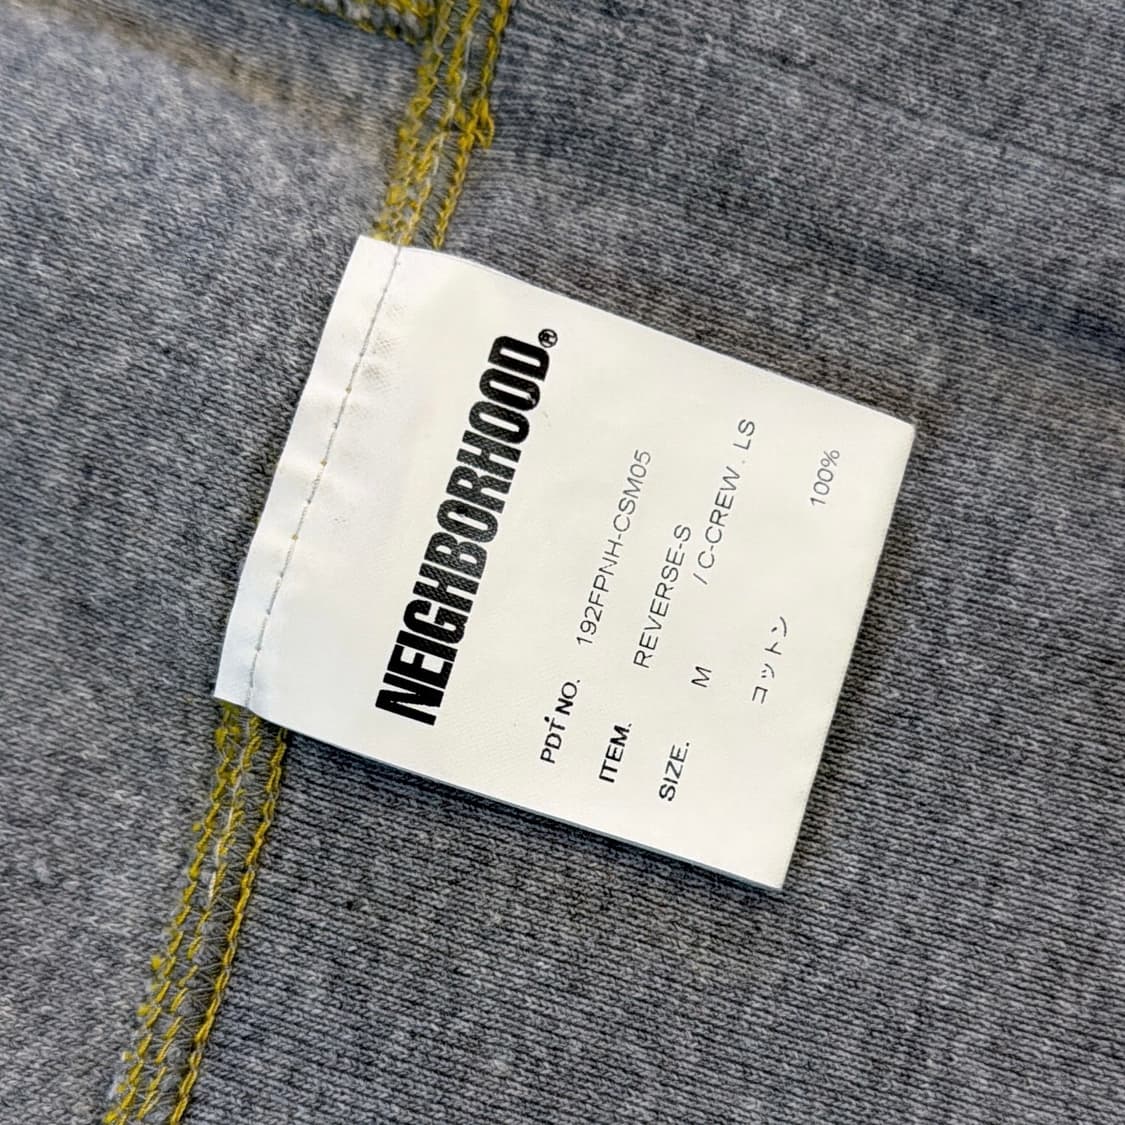 NEIGHBORHOOD®
PDT NO. 192FPNH-CSM05
ITEM. REVERSE-S
/ C-CREW . LS
SIZE. M
コットン 100%